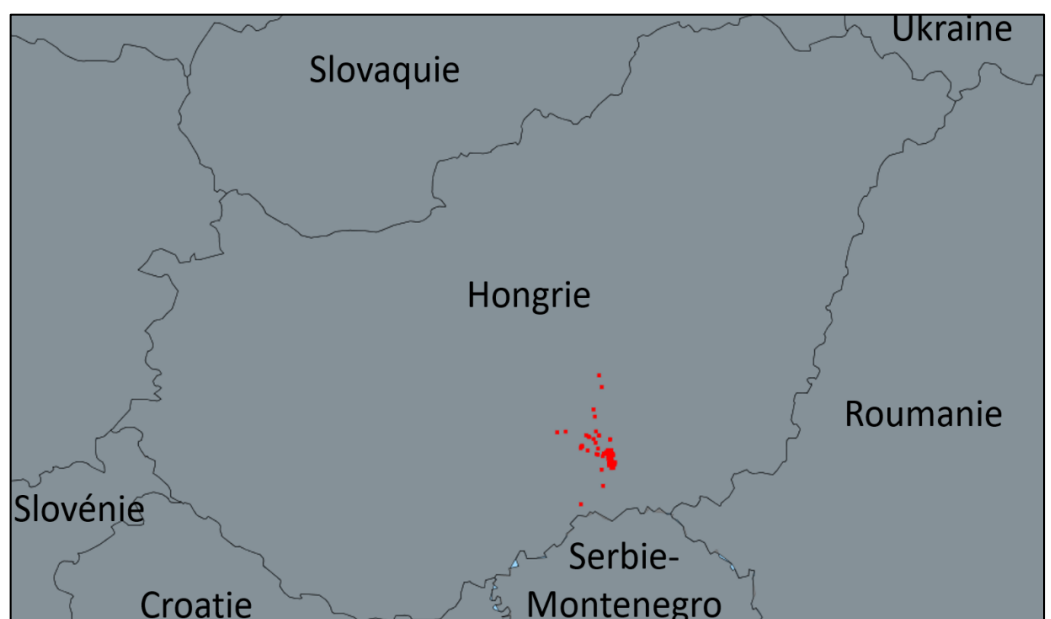 Ukraine
Slovaquie
Hongrie
Roumanie
Slovénie
Serbie-
Montenegro
Croatie